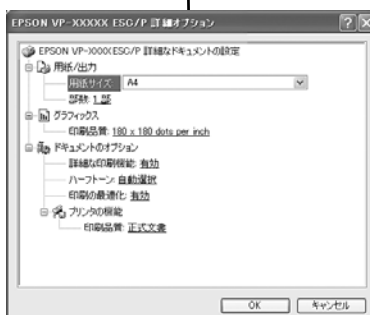 EPSON VP-XXXXX ESC/P 詳細オプション
EPSON VP-XXXX ESC/P 詳細なドキュメントの設定
用紙/出力
用紙サイズ: A4
部数: 1 部
グラフィックス
印刷品質: 180 x 180 dots per inch
ドキュメントのオプション
詳細な印刷機能: 有効
ハーフトーン: 自動選択
印刷の最適化: 有効
プリンタの機能
印刷品質: 正式文書
OK キャンセル